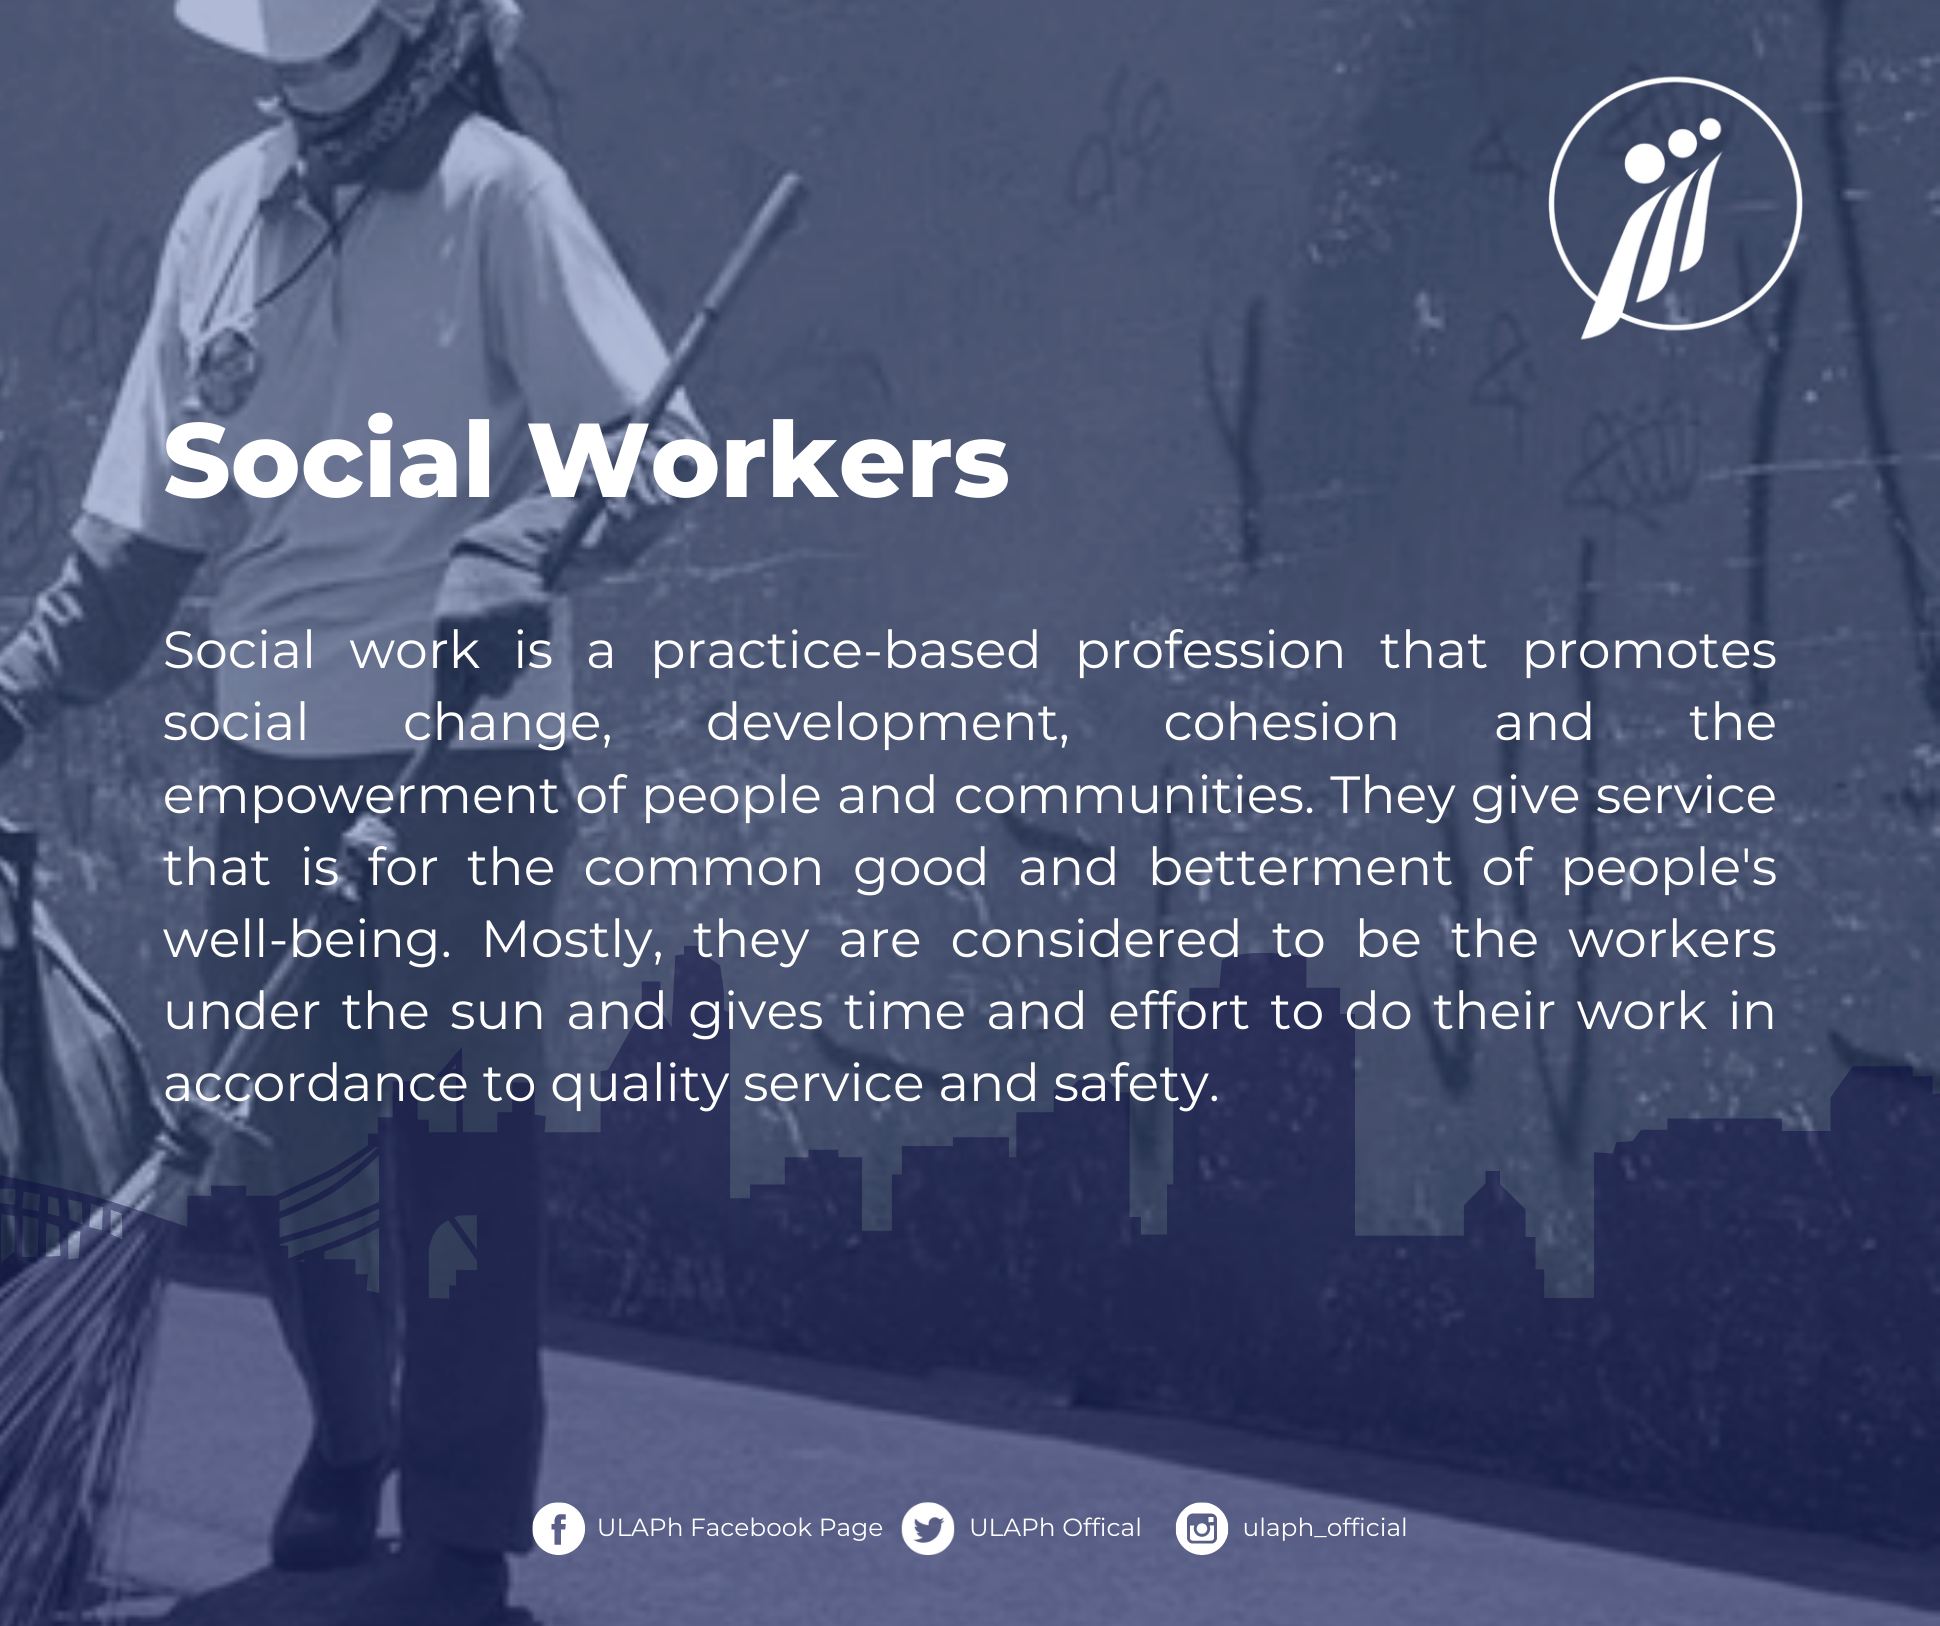 Social Workers
Social work is a practice-based profession that promotes
social change, development, cohesion and the
empowerment of people and communities. They give service
that is for the common good and betterment of people's
well-being. Mostly, they are considered to be the workers
under the sun and gives time and effort to do their work in
accordance to quality service and safety.
ULAPh Facebook Page ULAPh Offical ulaph_official